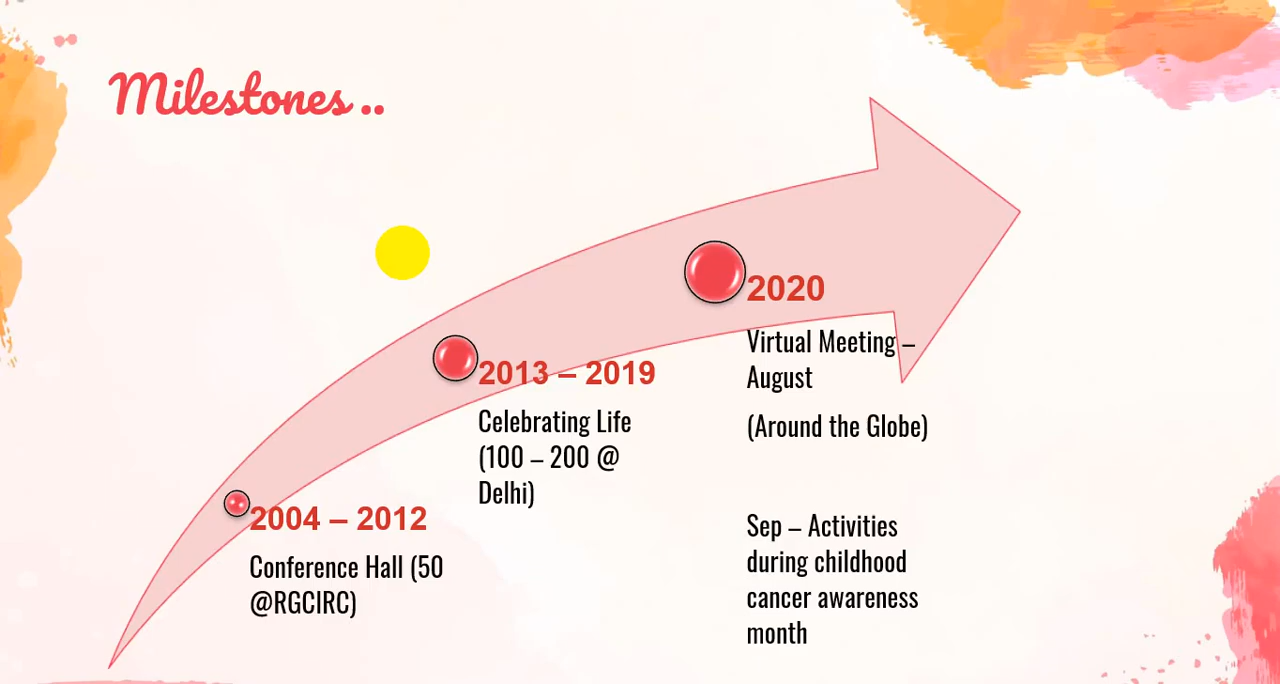 Milestones ..
2004 – 2012
Conference Hall (50
@RGCIRC)
2013 – 2019
Celebrating Life
(100 – 200 @
Delhi)
2020
Virtual Meeting –
August
(Around the Globe)
Sep – Activities
during childhood
cancer awareness
month